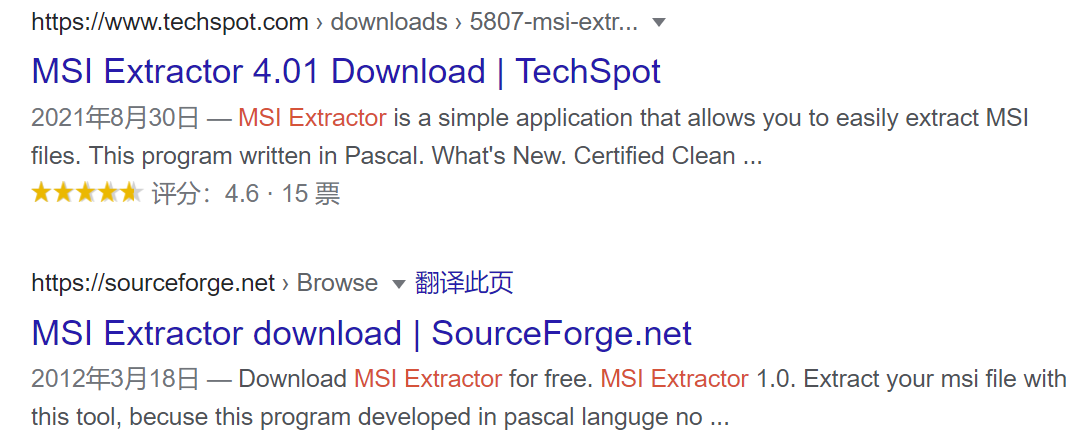 https://www.techspot.com › downloads › 5807-msi-extr...
MSI Extractor 4.01 Download | TechSpot
2021年8月30日 — MSI Extractor is a simple application that allows you to easily extract MSI
files. This program written in Pascal. What's New. Certified Clean ...
评分：4.6 · 15 票
https://sourceforge.net › Browse 翻译此页
MSI Extractor download | SourceForge.net
2012年3月18日 — Download MSI Extractor for free. MSI Extractor 1.0. Extract your msi file with
this tool, becuse this program developed in pascal languge no ...